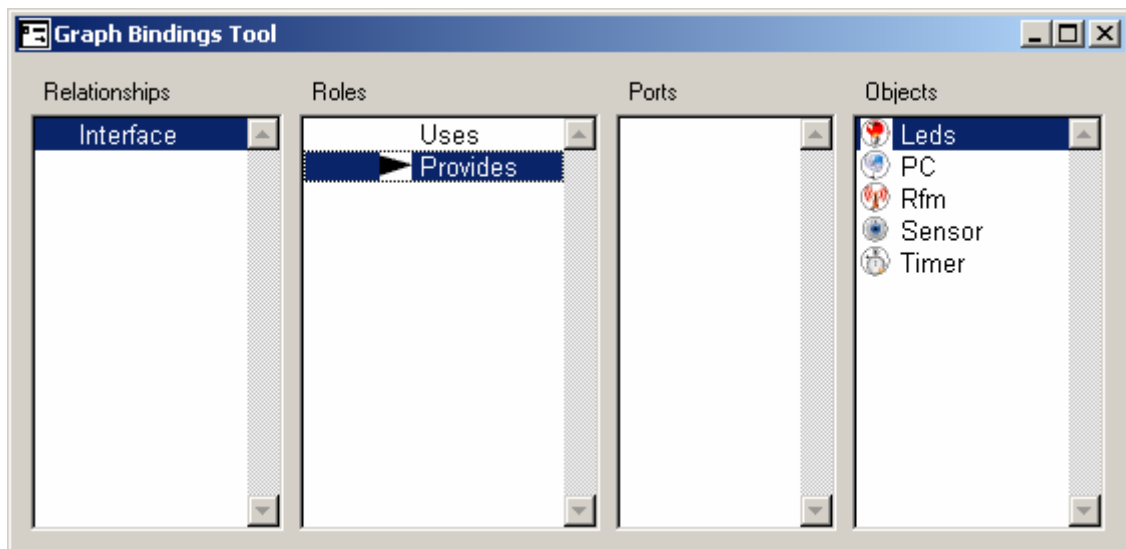 Graph Bindings Tool
Relationships Roles Ports Objects
Interface Uses Leds
Provides PC
Rfm
Sensor
Timer